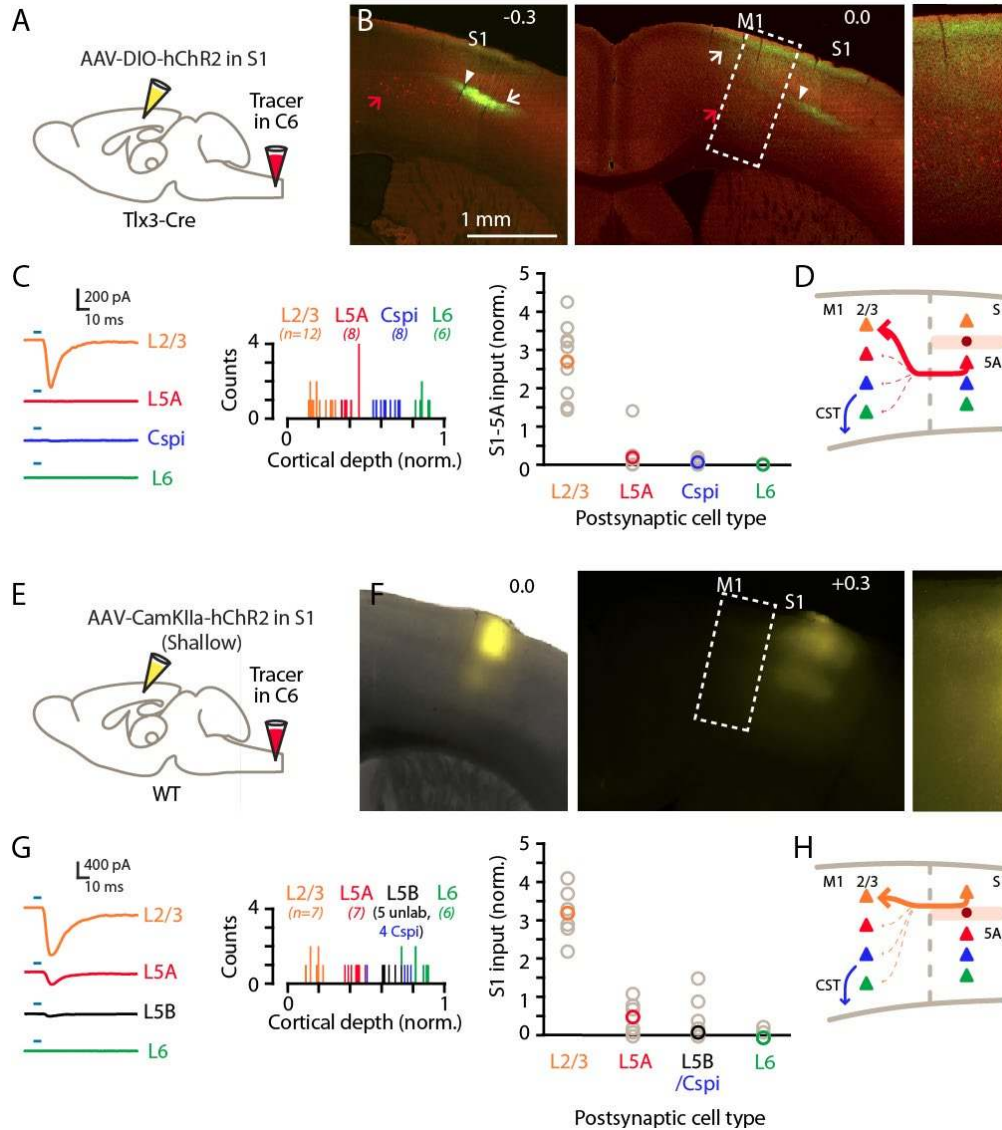 A
AAV-DIO-hChR2 in S1
Tracer
in C6
Tlx3-Cre
B
-0.3
S1
1 mm
0.0
M1
S1
C
200 pA
10 ms
L2/3
L5A
Cspi
L6
L2/3 L5A Cspi L6
(n=12) (8) (8) (6)
Counts
4
0
0 1
Cortical depth (norm.)
S1-5A input (norm.)
5
4
3
2
1
0
L2/3 L5A Cspi L6
Postsynaptic cell type
D
M1 2/3 S
5A
CST
E
AAV-CamKIIa-hChR2 in S1
(Shallow)
Tracer
in C6
WT
F
0.0
+0.3
M1
S1
G
400 pA
10 ms
L2/3
L5A
L5B
L6
L2/3 L5A L5B L6
(n=7) (7) (5 unlab, (6)
4 Cspi)
Counts
4
0
0 1
Cortical depth (norm.)
S1 input (norm.)
5
4
3
2
1
0
L2/3 L5A L5B L6
/Cspi
Postsynaptic cell type
H
M1 2/3 S
5A
CST